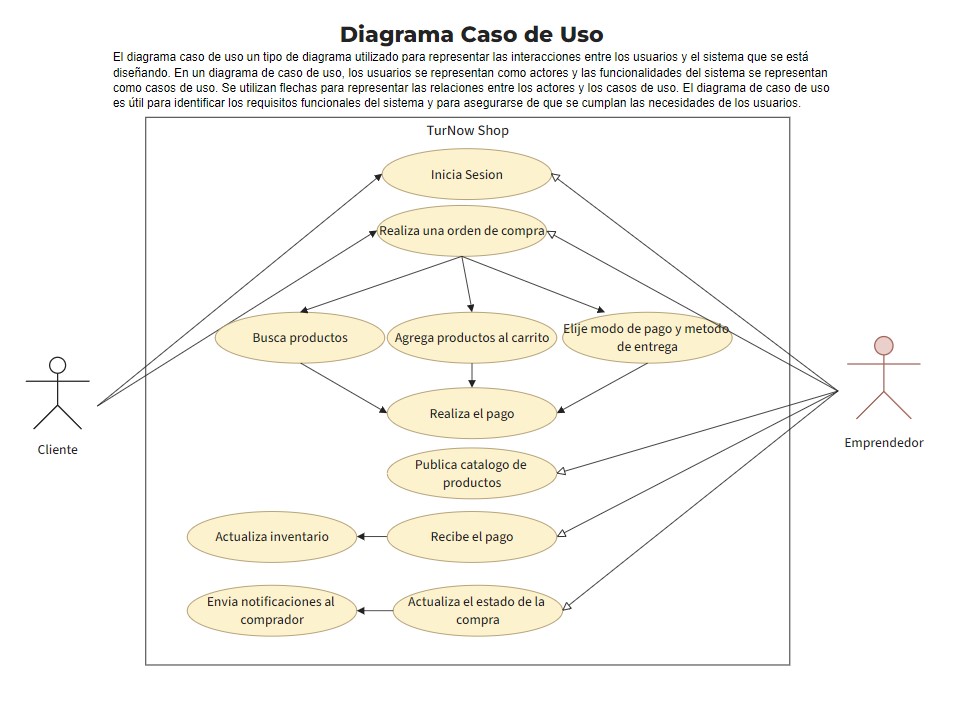 Diagrama Caso de Uso
El diagrama caso de uso un tipo de diagrama utilizado para representar las interacciones entre los usuarios y el sistema que se está
diseñando. En un diagrama de caso de uso, los usuarios se representan como actores y las funcionalidades del sistema se representan
como casos de uso. Se utilizan flechas para representar las relaciones entre los actores y los casos de uso. El diagrama de caso de uso
es útil para identificar los requisitos funcionales del sistema y para asegurarse de que se cumplan las necesidades de los usuarios.
TurNow Shop
Inicia Sesion
Realiza una orden de compra
Busca productos
Agrega productos al carrito
Elije modo de pago y metodo
de entrega
Realiza el pago
Cliente
Emprendedor
Publica catalogo de
productos
Actualiza inventario
Recibe el pago
Envia notificaciones al
comprador
Actualiza el estado de la
compra